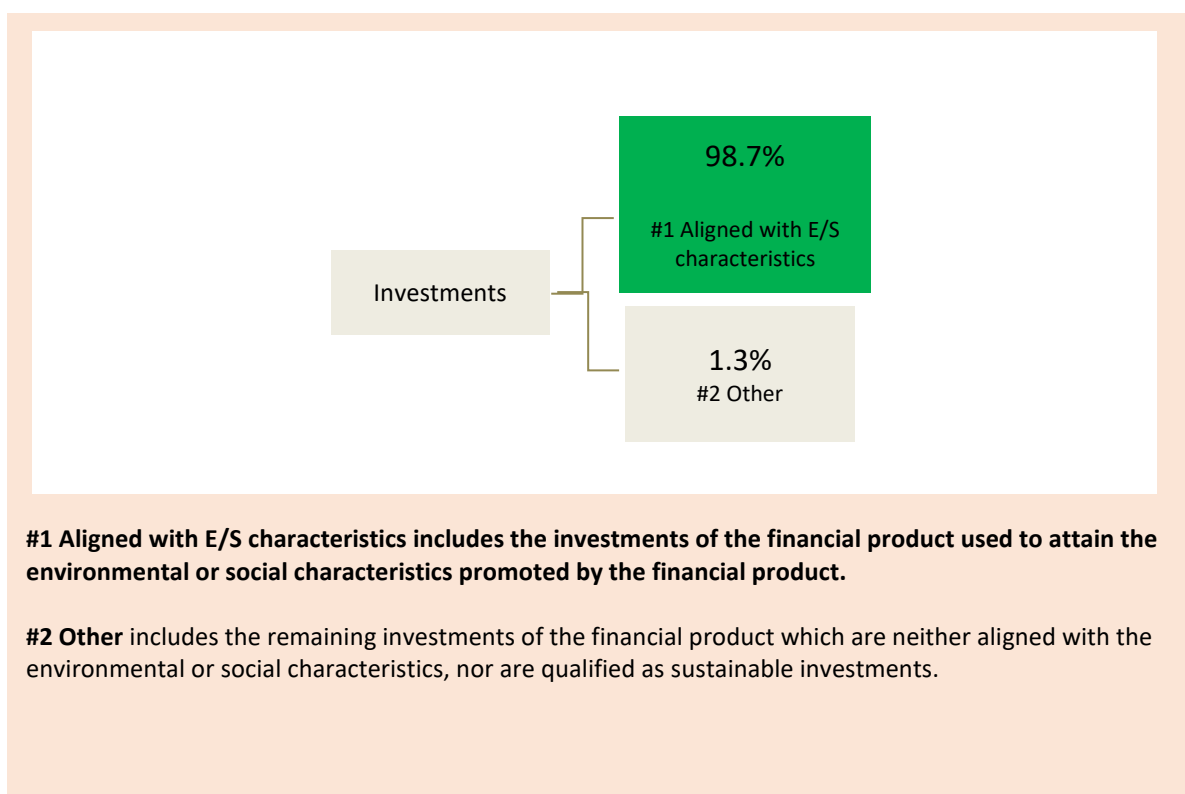 98.7%
#1 Aligned with E/S
characteristics
Investments
1.3%
#2 Other
#1 Aligned with E/S characteristics includes the investments of the financial product used to attain the
environmental or social characteristics promoted by the financial product.
#2 Other includes the remaining investments of the financial product which are neither aligned with the
environmental or social characteristics, nor are qualified as sustainable investments.